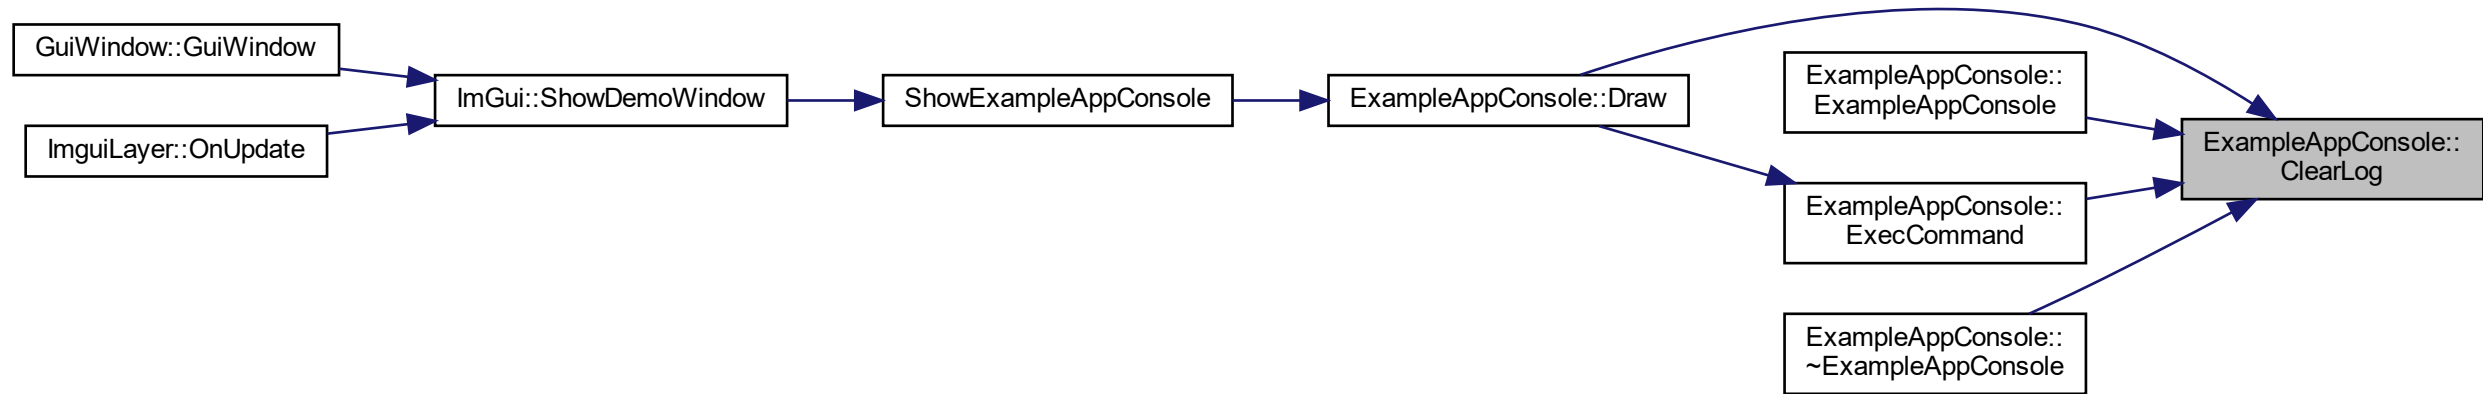 GuiWindow::GuiWindow
ImguiLayer::OnUpdate
ImGui::ShowDemoWindow
ShowExampleAppConsole
ExampleAppConsole::Draw
ExampleAppConsole::
ExampleAppConsole
ExampleAppConsole::
ExecCommand
ExampleAppConsole::
~ExampleAppConsole
ExampleAppConsole::
ClearLog